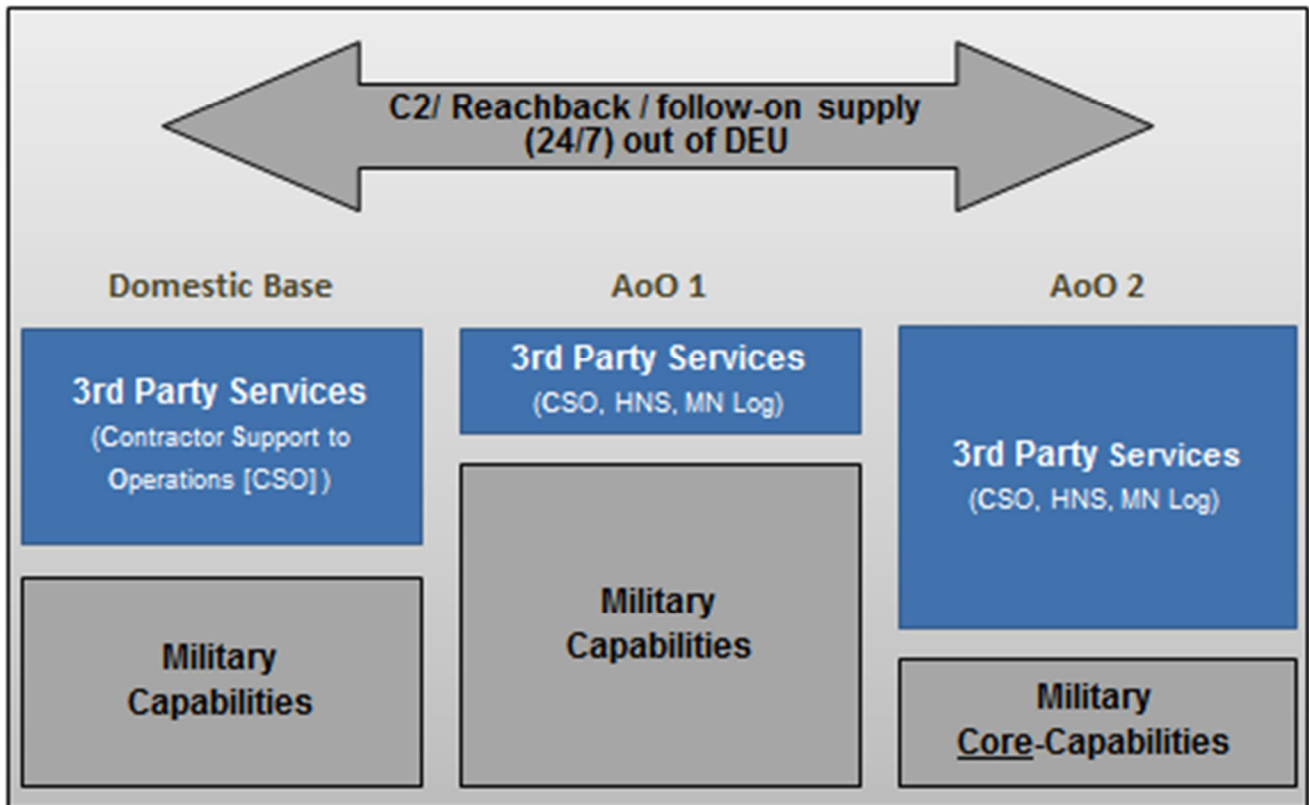 C2/ Reachback / follow-on supply
(24/7) out of DEU
Domestic Base
3rd Party Services
(Contractor Support to
Operations [CSO] )
Military
Capabilities
AoO 1
3rd Party Services
(CSO, HNS, MN Log)
Military
Capabilities
AoO 2
3rd Party Services
(CSO, HNS, MN Log)
Military
Core-Capabilities